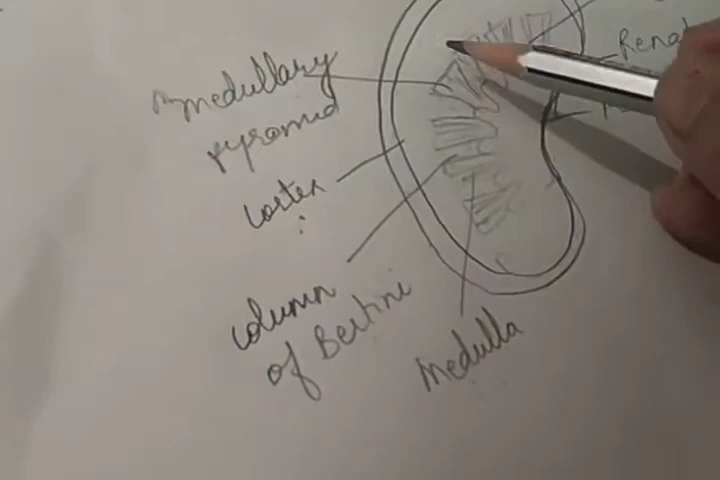 medullary
pyramid
cortex
column
of Bertini
Medulla
Renal